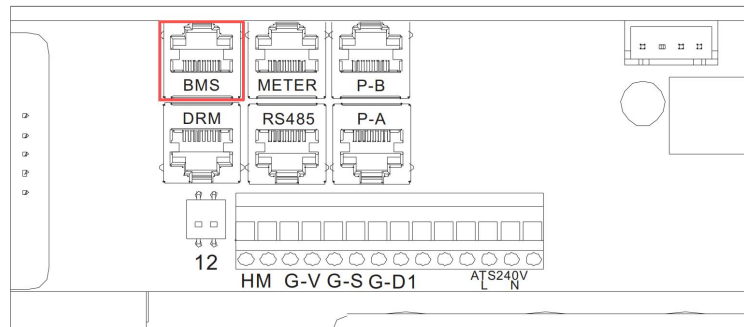 BMS METER P-B
DRM RS485 P-A
12
HM G-V G-S G-D1 ATS240V
L N